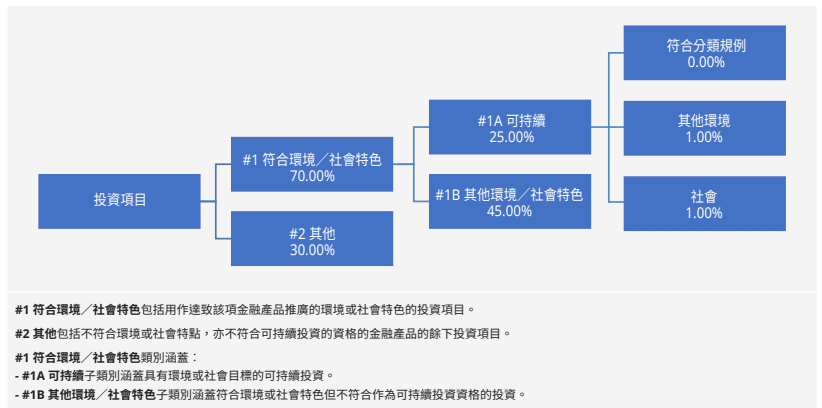 投資項目
#1 符合環境／社會特色
70.00%
#2 其他
30.00%
#1A 可持續
25.00%
#1B 其他環境／社會特色
45.00%
符合分類規例
0.00%
其他環境
1.00%
社會
1.00%
#1 符合環境／社會特色包括用作達致該項金融產品推廣的環境或社會特色的投資項目。
#2 其他包括不符合環境或社會特點，亦不符合可持續投資的資格的金融產品的餘下投資項目。
#1 符合環境／社會特色類別涵蓋：
- #1A 可持續子類別涵蓋具有環境或社會目標的可持續投資。
- #1B 其他環境／社會特色子類別涵蓋符合環境或社會特色但不符合作為可持續投資資格的投資。